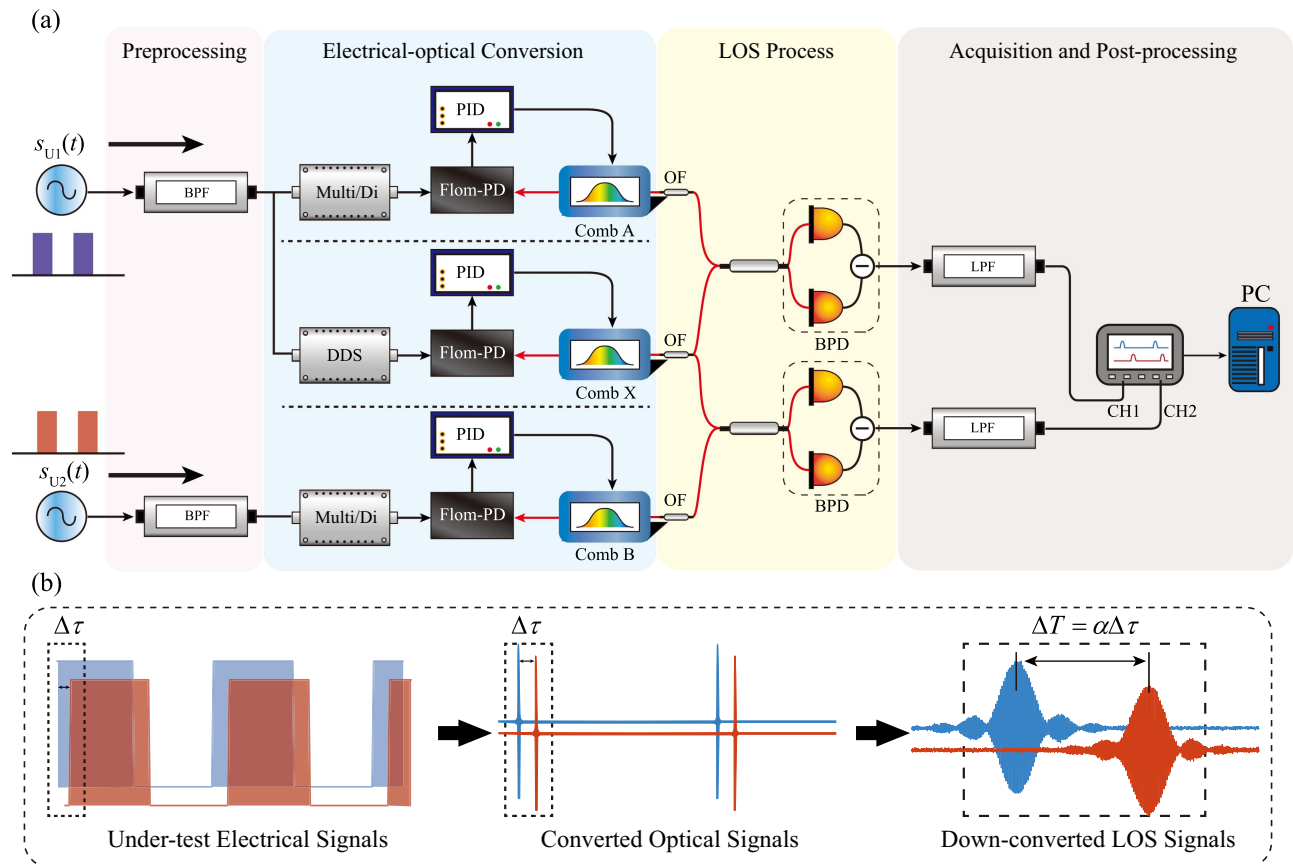 (a)
Preprocessing
Electrical-optical Conversion
LOS Process
Acquisition and Post-processing
PID
s_U1(t)
BPF
Multi/Di
Flom-PD
OF
Comb A
PID
LPF
PC
DDS
Flom-PD
OF
BPD
Comb X
CH1
CH2
PID
LPF
s_U2(t)
BPF
Multi/Di
Flom-PD
OF
BPD
Comb B
(b)
Δτ
Δτ
ΔT = αΔτ
Under-test Electrical Signals
Converted Optical Signals
Down-converted LOS Signals